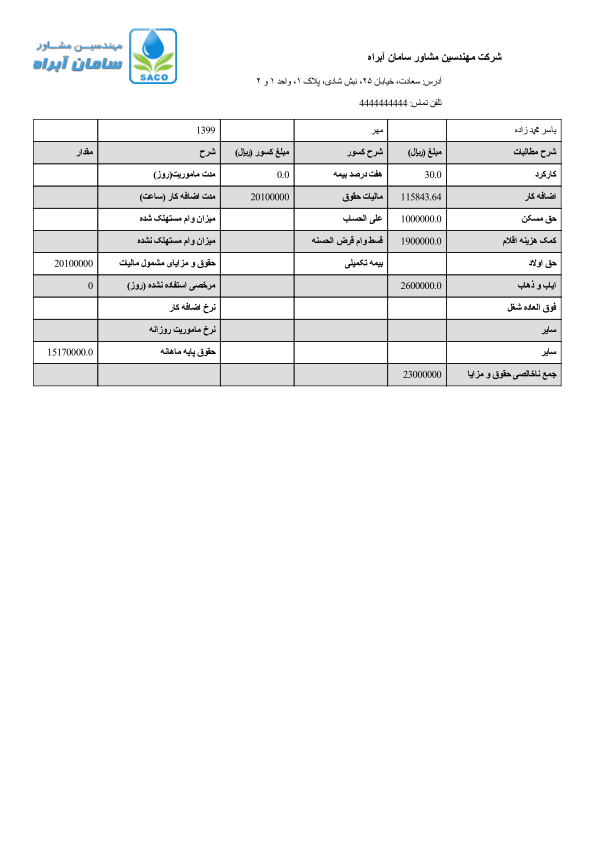 مهندسین مشاور
سامان آبراه
SACO
شرکت مهندسین مشاور سامان آبراه
آدرس: سعادت، خیابان ۲۵، نبش شادی، پلاک ۱، واحد ۱ و ۲
تلفن تماس: 4444444444
یاسر محمد زاده مهر 1399
شرح مطالبات مبلغ (ریال) شرح کسور مبلغ کسور (ریال) شرح مقدار
کارکرد 30.0 هفت درصد بیمه 0.0 مدت ماموریت(روز)
اضافه کار 115843.64 مالیات حقوق 20100000 مدت اضافه کار (ساعت)
حق مسکن 1000000.0 علی الحساب میزان وام مستهلک شده
کمک هزینه اقلام 1900000.0 قسط وام قرض الحسنه میزان وام مستهلک نشده
حق اولاد بیمه تکمیلی حقوق و مزایای مشمول مالیات 20100000
ایاب و ذهاب 2600000.0 مرخصی استفاده نشده (روز) 0
فوق العاده شغل نرخ اضافه کار
سایر نرخ ماموریت روزانه
سایر حقوق پایه ماهانه 15170000.0
جمع ناخالصی حقوق و مزایا 23000000